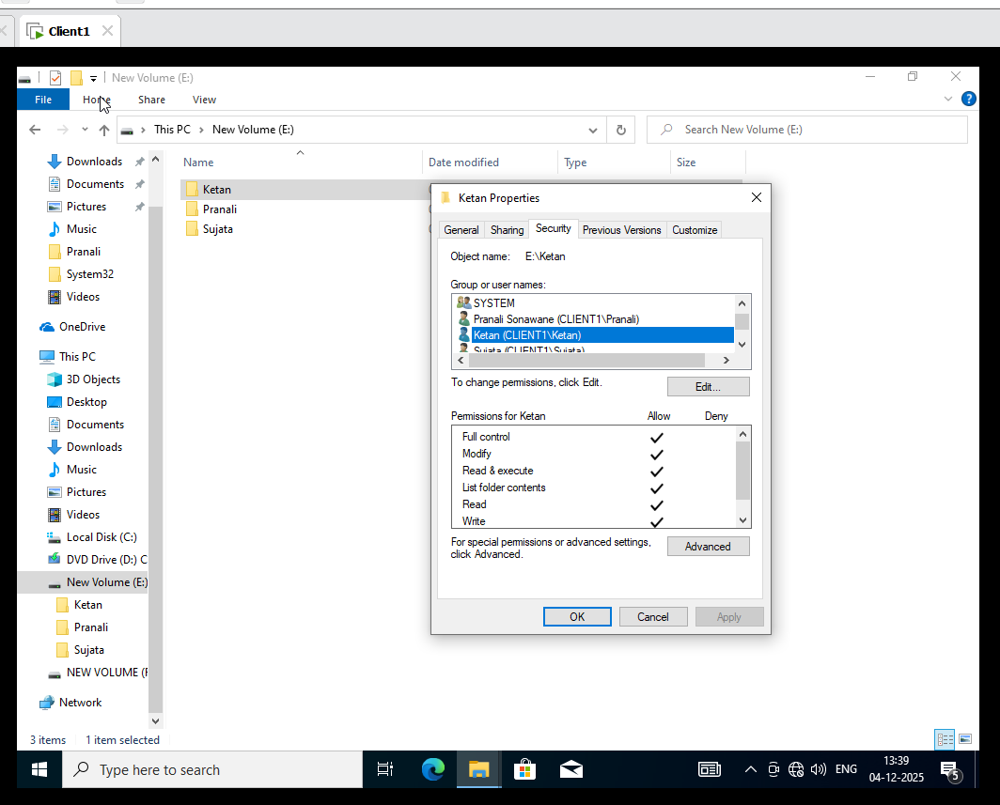 Client1
New Volume (E:)
File Home Share View
This PC > New Volume (E:)
Search New Volume (E:)
Downloads
Documents
Pictures
Music
Pranali
System32
Videos
OneDrive
This PC
3D Objects
Desktop
Documents
Downloads
Music
Pictures
Videos
Local Disk (C:)
DVD Drive (D:) C
New Volume (E:)
Ketan
Pranali
Sujata
NEW VOLUME (F
Network
Name Date modified Type Size
Ketan
Pranali
Sujata
Ketan Properties
General Sharing Security Previous Versions Customize
Object name: E:\Ketan
Group or user names:
SYSTEM
Pranali Sonawane (CLIENT1\Pranali)
Ketan (CLIENT1\Ketan)
Sujata (CLIENT1\Sujata)
To change permissions, click Edit.
Edit...
Permissions for Ketan Allow Deny
Full control
Modify
Read & execute
List folder contents
Read
Write
For special permissions or advanced settings,
click Advanced.
Advanced
OK Cancel Apply
3 items 1 item selected
Type here to search
ENG
13:39
04-12-2025
5